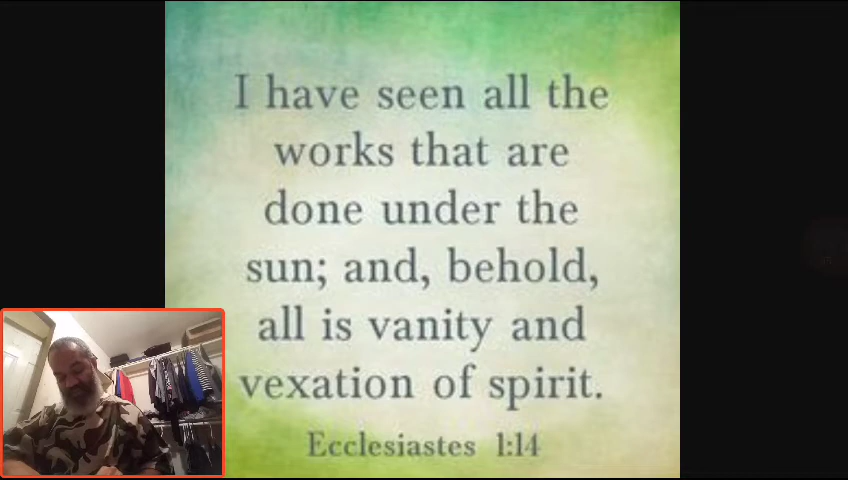 I have seen all the
works that are
done under the
sun; and, behold,
all is vanity and
vexation of spirit.
Ecclesiastes 1:14